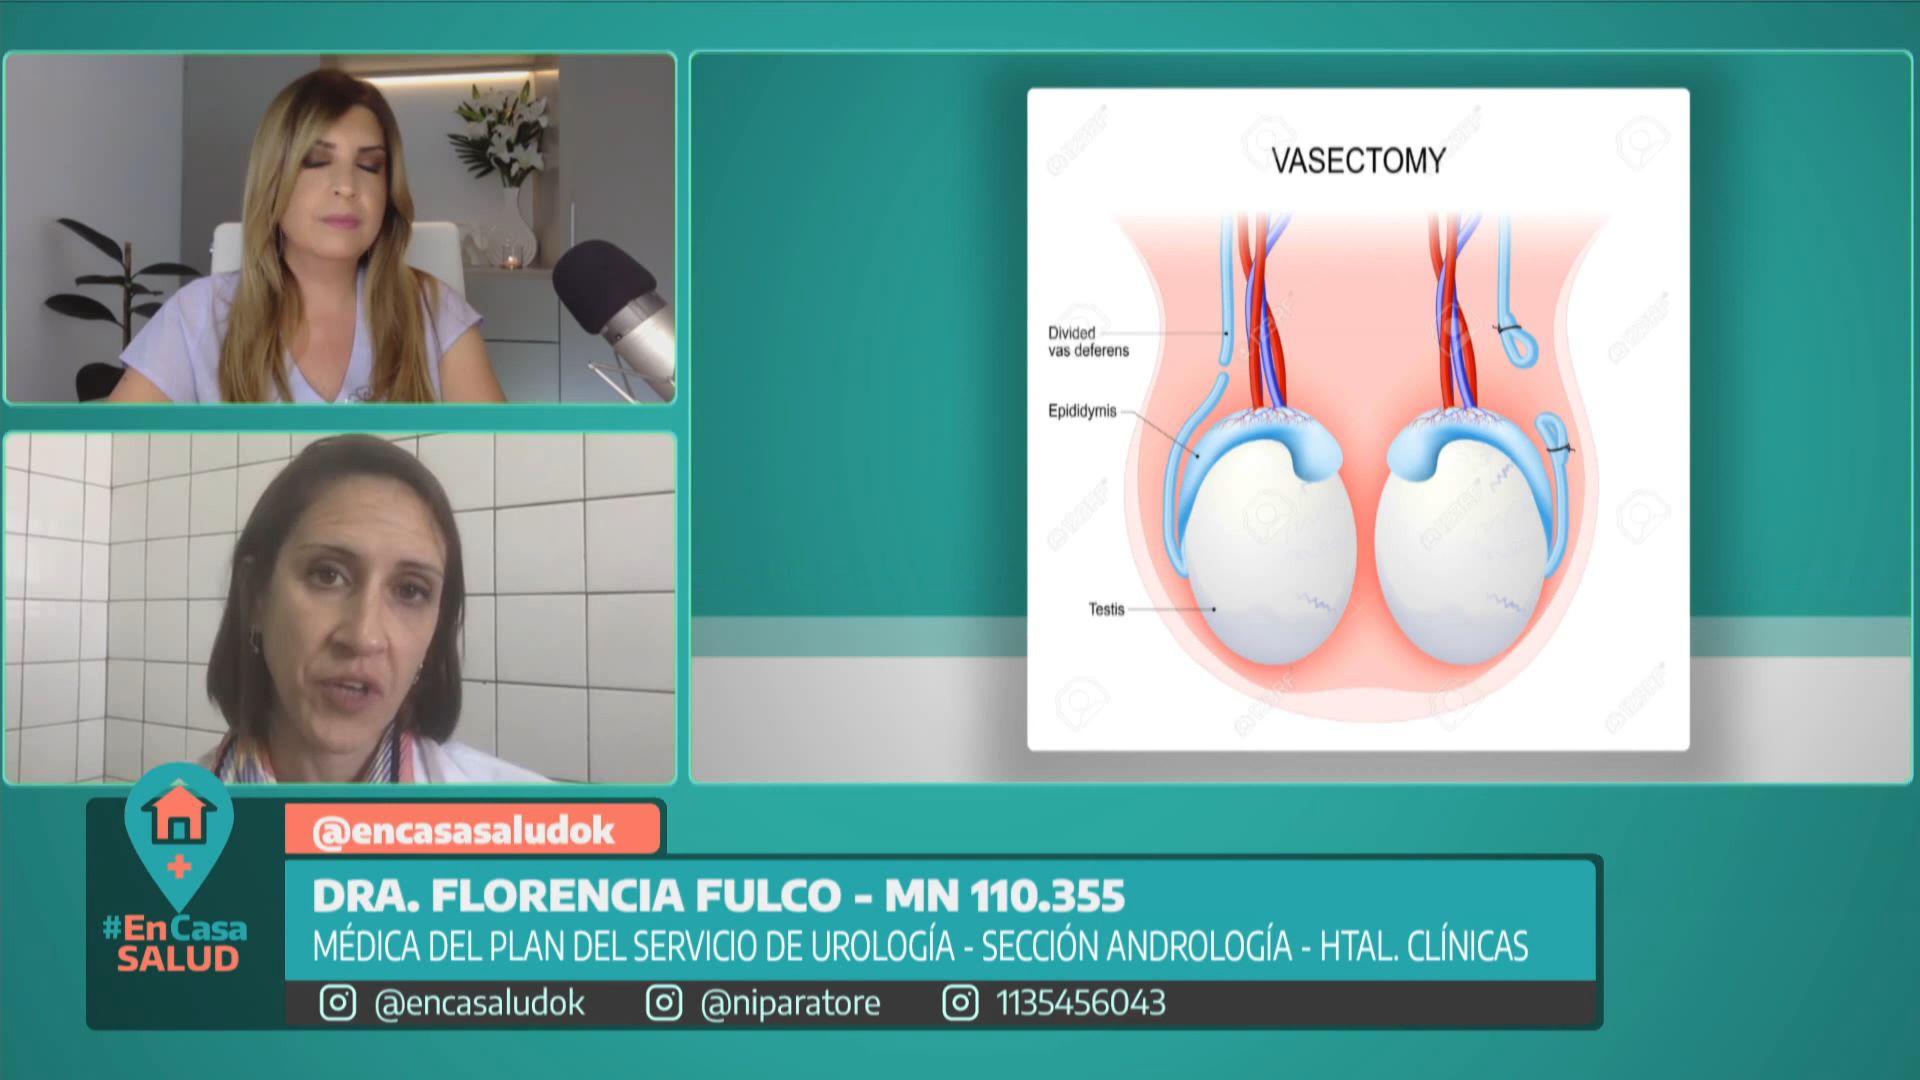 VASECTOMY
Divided
vas deferens
Epididymis
Testis
@encasasaludok
DRA. FLORENCIA FULCO - MN 110.355
MÉDICA DEL PLAN DEL SERVICIO DE UROLOGÍA - SECCIÓN ANDROLOGÍA - HTAL. CLÍNICAS
#EnCasa
SALUD
@encasaludok @niparatore 1135456043